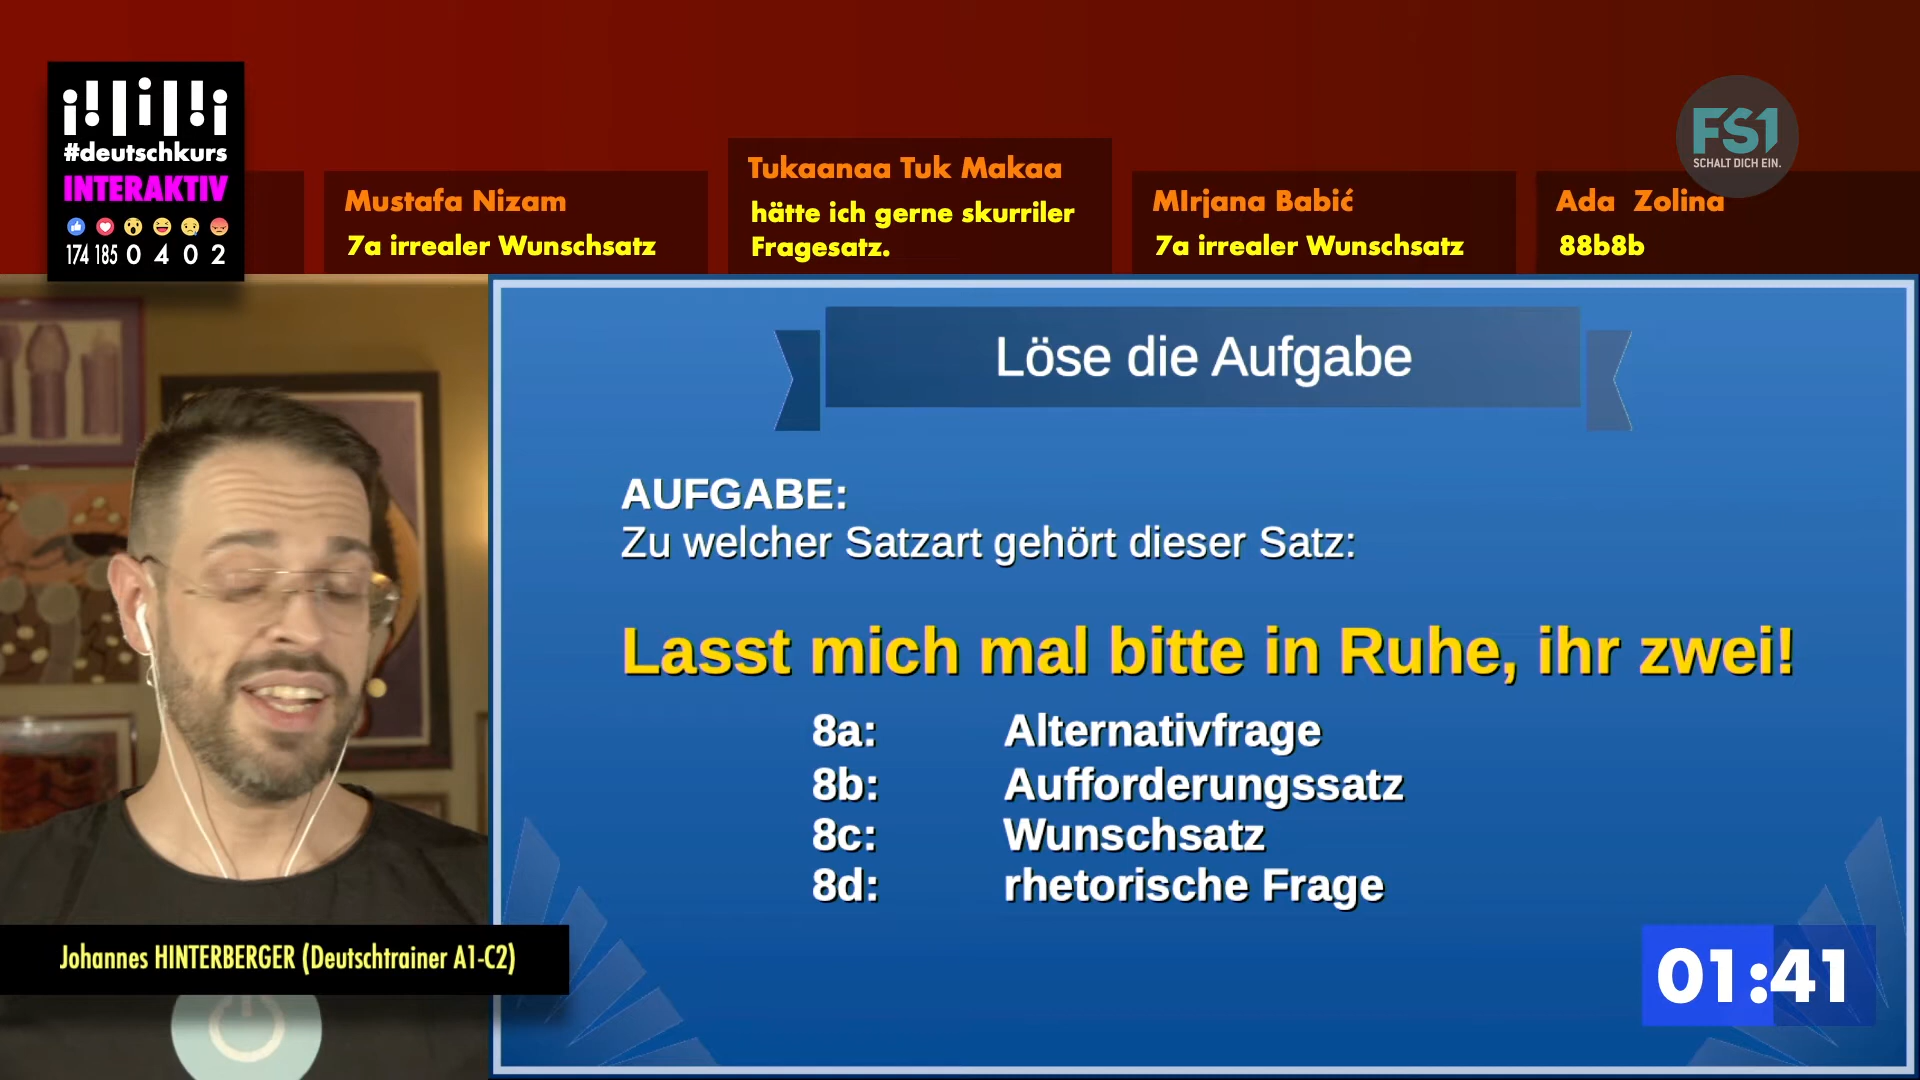 #deutschkurs
INTERAKTIV
174 185 0 4 0 2
Mustafa Nizam
7a irrealer Wunschsatz
Tukaanaa Tuk Makaa
hätte ich gerne skurriler
Fragesatz.
MIrjana Babić
7a irrealer Wunschsatz
Ada Zolina
88b8b
FS1
SCHALT DICH EIN.
Löse die Aufgabe
AUFGABE:
Zu welcher Satzart gehört dieser Satz:
Lasst mich mal bitte in Ruhe, ihr zwei!
8a: Alternativfrage
8b: Aufforderungssatz
8c: Wunschsatz
8d: rhetorische Frage
Johannes HINTERBERGER (Deutschtrainer A1-C2)
01:41